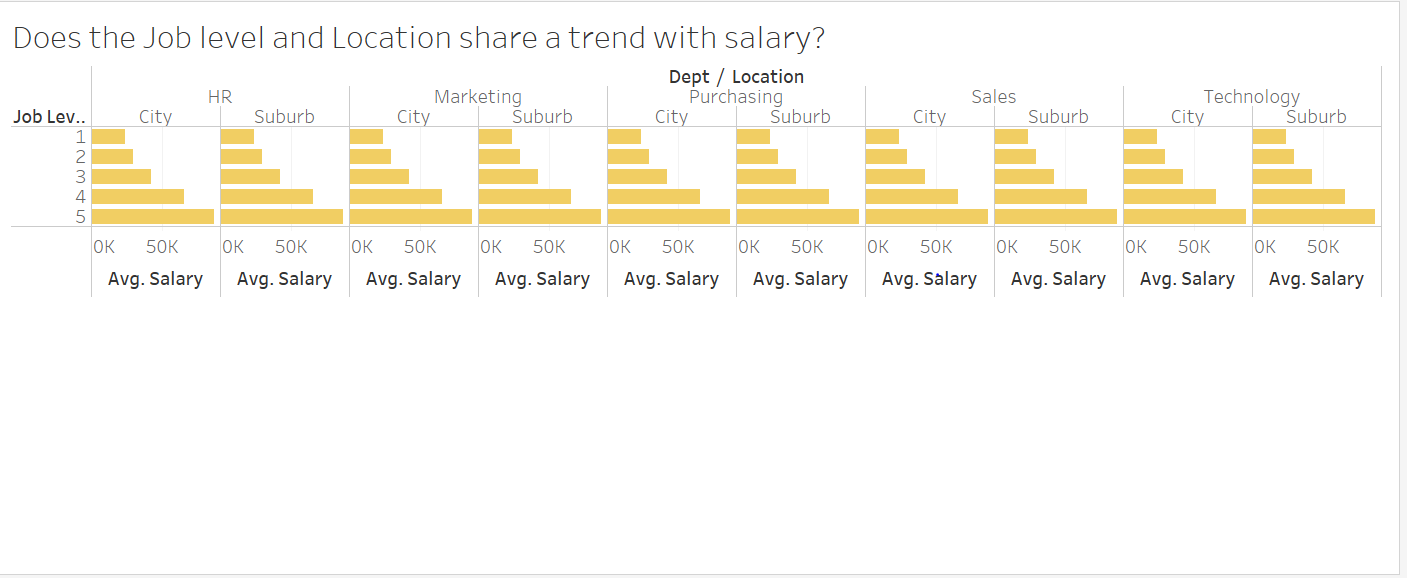 Does the Job level and Location share a trend with salary?
Dept / Location
HR Marketing Purchasing Sales Technology
Job Lev.. City Suburb City Suburb City Suburb City Suburb City Suburb
1
2
3
4
5
0K 50K 0K 50K 0K 50K 0K 50K 0K 50K 0K 50K 0K 50K 0K 50K 0K 50K 0K 50K
Avg. Salary Avg. Salary Avg. Salary Avg. Salary Avg. Salary Avg. Salary Avg. Salary Avg. Salary Avg. Salary Avg. Salary